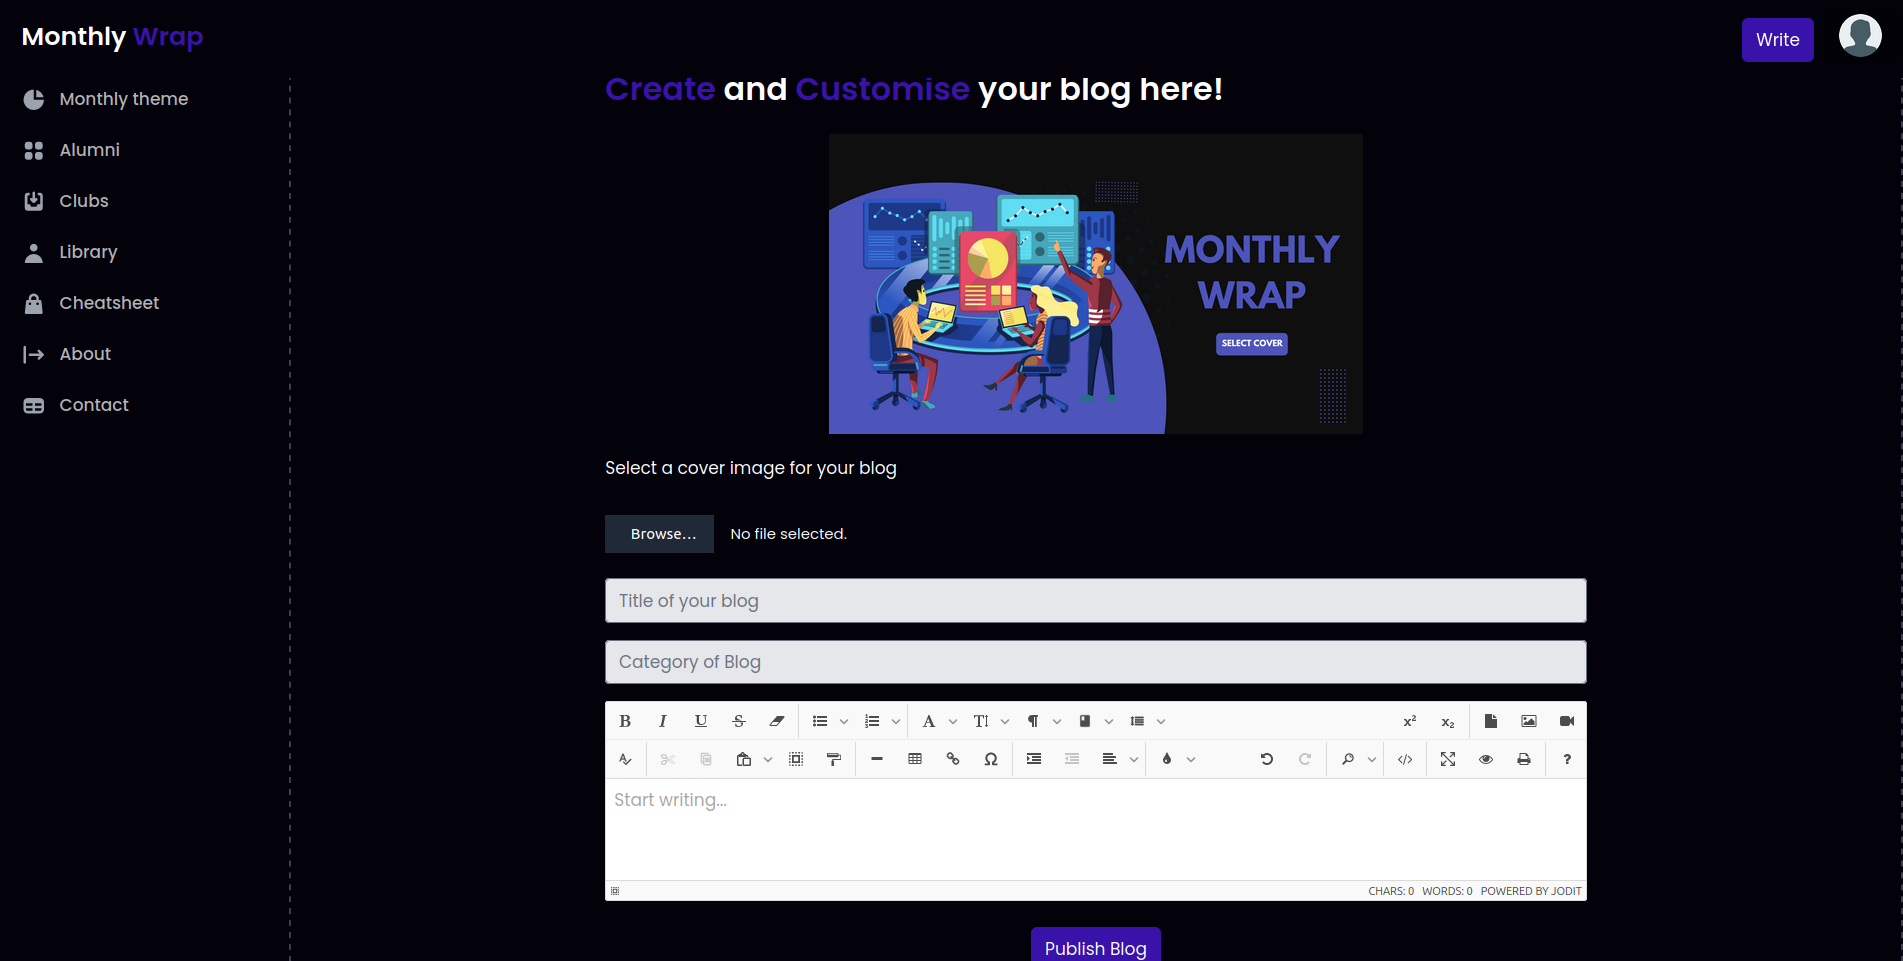 Monthly Wrap
Write
Monthly theme
Alumni
Clubs
Library
Cheatsheet
About
Contact
Create and Customise your blog here!
MONTHLY
WRAP
SELECT COVER
Select a cover image for your blog
Browse... No file selected.
Title of your blog
Category of Blog
Start writing...
CHARS: 0 WORDS: 0 POWERED BY JODIT
Publish Blog